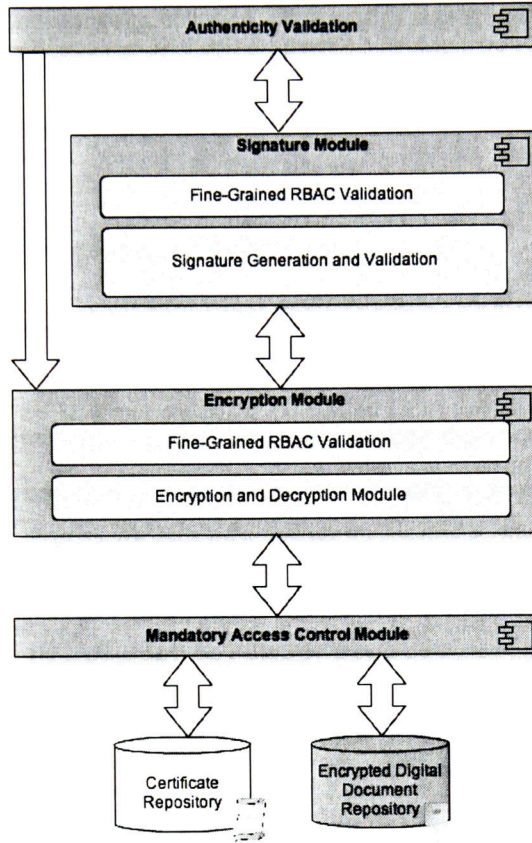 Authenticity Validation
Signature Module
Fine-Grained RBAC Validation
Signature Generation and Validation
Encryption Module
Fine-Grained RBAC Validation
Encryption and Decryption Module
Mandatory Access Control Module
Certificate
Repository
Encrypted Digital
Document
Repository